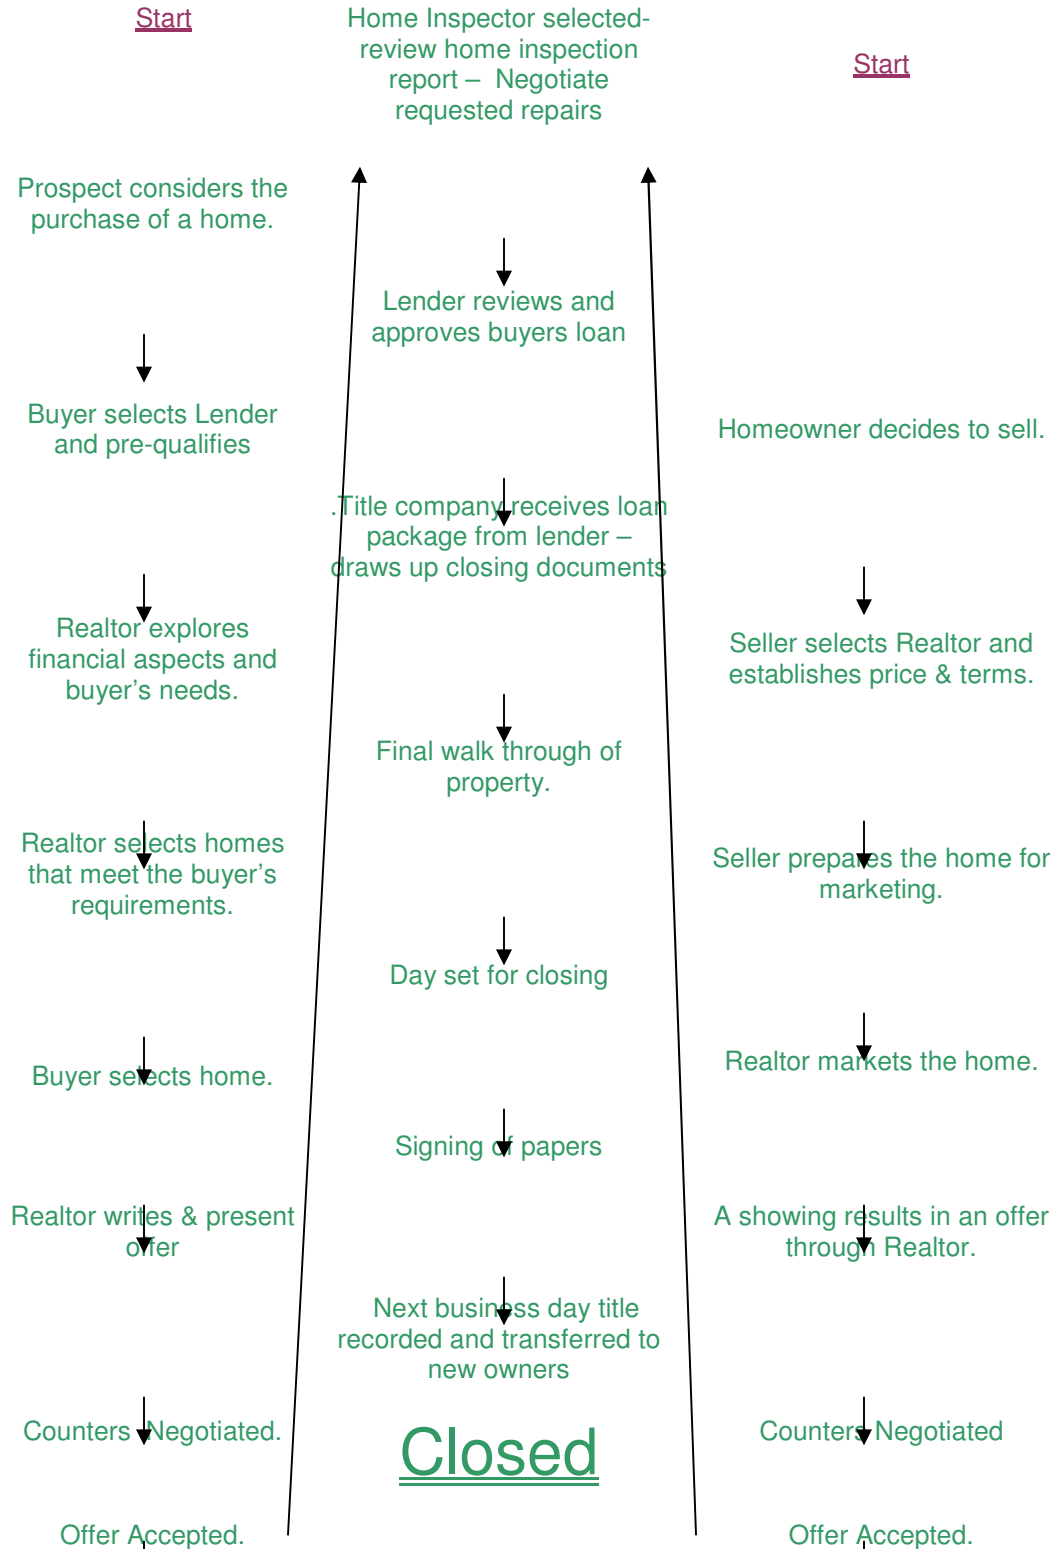 Start
Prospect considers the
purchase of a home.
Buyer selects Lender
and pre-qualifies
Realtor explores
financial aspects and
buyer's needs.
Realtor selects homes
that meet the buyer's
requirements.
Buyer selects home.
Realtor writes & present
offer
Counters Negotiated.
Offer Accepted.
Home Inspector selected-
review home inspection
report – Negotiate
requested repairs
Lender reviews and
approves buyers loan
.Title company receives loan
package from lender –
draws up closing documents
Final walk through of
property.
Day set for closing
Signing of papers
Next business day title
recorded and transferred to
new owners
Closed
Start
Homeowner decides to sell.
Seller selects Realtor and
establishes price & terms.
Seller prepares the home for
marketing.
Realtor markets the home.
A showing results in an offer
through Realtor.
Counters Negotiated
Offer Accepted.